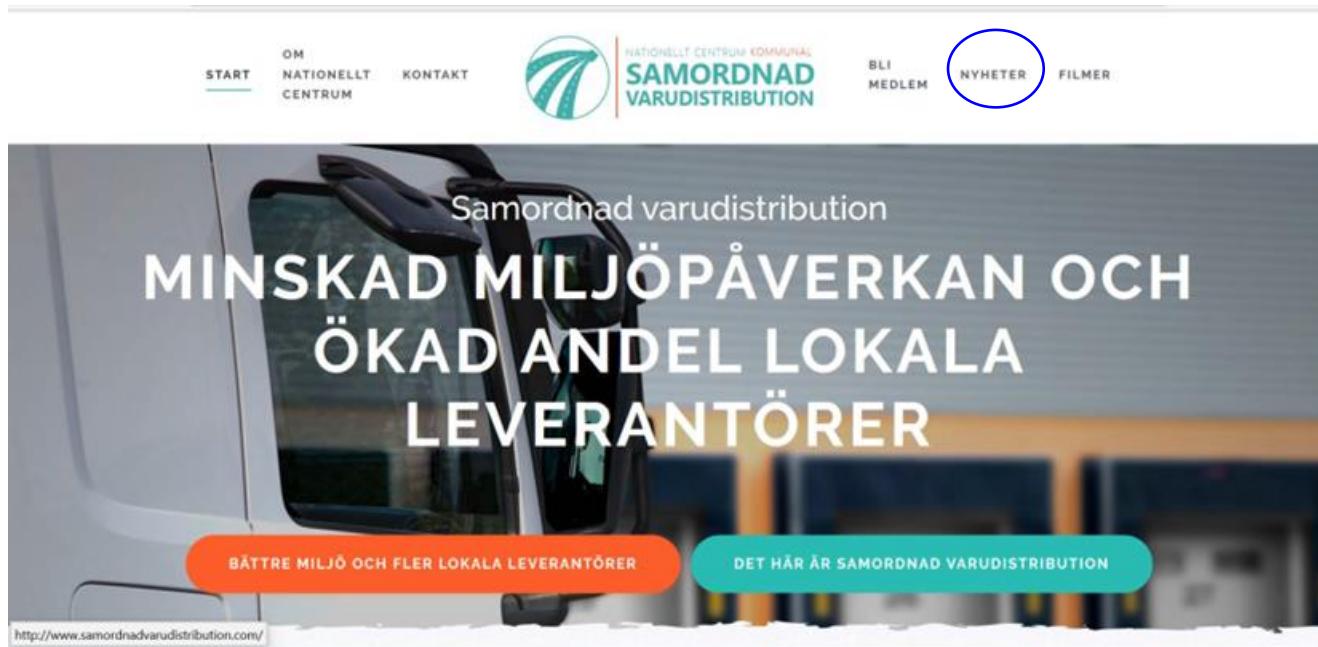 START
OM
NATIONELLT
CENTRUM
KONTAKT
NATIONELLT CENTRUM KOMMUNAL
SAMORDNAD
VARUDISTRIBUTION
BLI
MEDLEM
NYHETER
FILMER
Samordnad varudistribution
MINSKAD MILJÖPÅVERKAN OCH
ÖKAD ANDEL LOKALA
LEVERANTÖRER
BÄTTRE MILJÖ OCH FLER LOKALA LEVERANTÖRER
DET HÄR ÄR SAMORDNAD VARUDISTRIBUTION
27
http://www.samordnadvarudistribution.com/